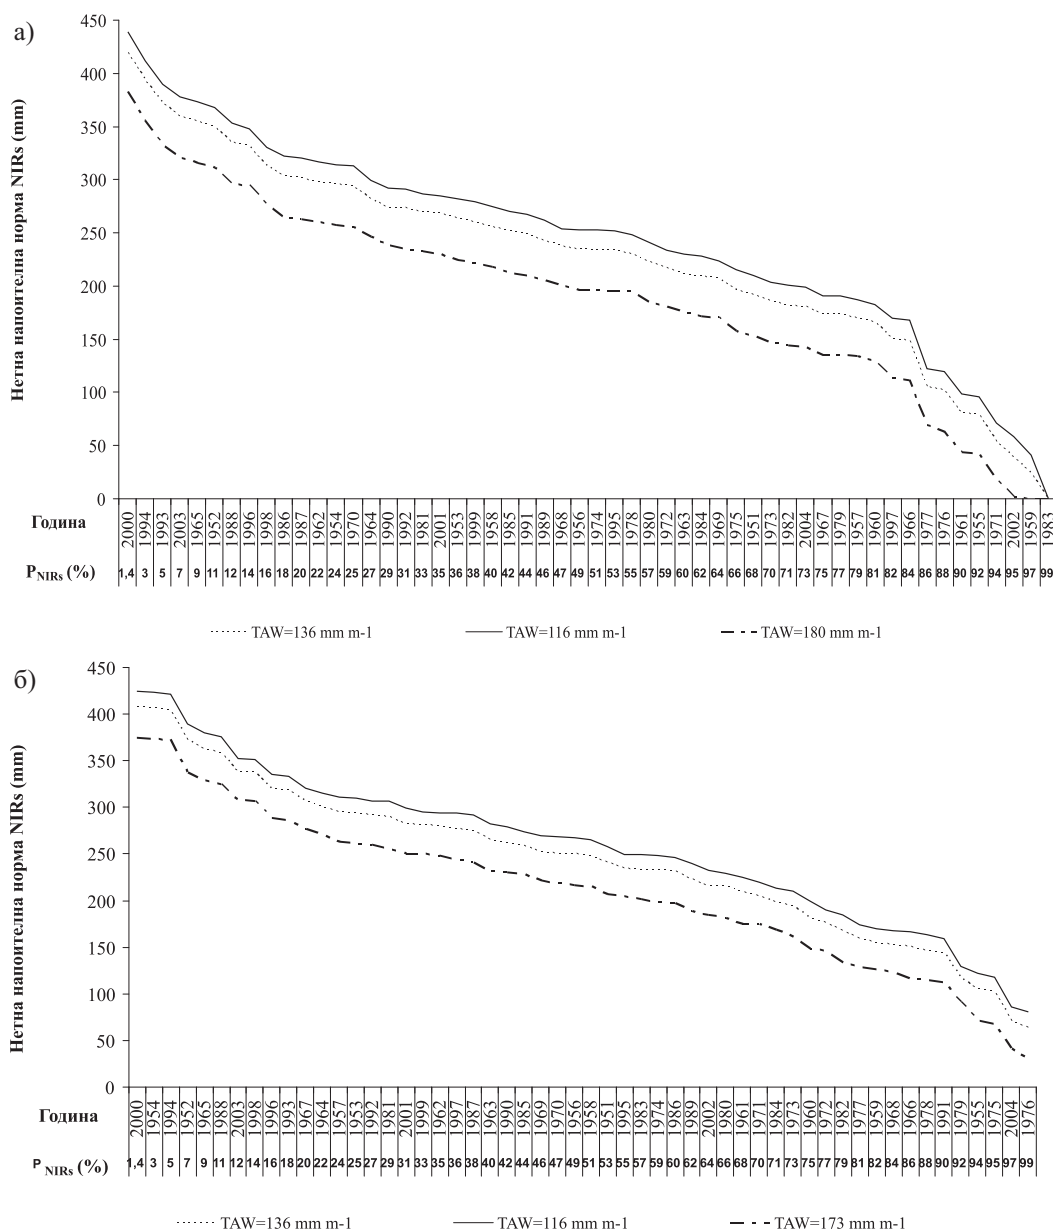 а)
Нетна напоителна норма NIRs (mm)
450
400
350
300
250
200
150
100
50
0
Година 2000 1994 1993 2003 1965 1952 1988 1996 1998 1986 1987 1962 1954 1970 1964 1990 1992 1981 2001 1953 1999 1958 1985 1991 1989 1968 1956 1974 1995 1978 1980 1972 1963 1984 1969 1975 1951 1973 1982 2004 1967 1979 1957 1960 1997 1966 1977 1976 1961 1955 1971 2002 1959 1983
PNIRs (%) 1,4 3 5 7 9 11 12 14 16 18 20 22 24 25 27 29 31 33 35 36 38 40 42 44 46 47 49 51 53 55 57 59 60 62 64 66 68 70 71 73 75 77 79 81 82 84 86 88 90 92 94 95 97 99
TAW=136 mm m-1 TAW=116 mm m-1 TAW=180 mm m-1
б)
Нетна напоителна норма NIRs (mm)
450
400
350
300
250
200
150
100
50
0
Година 2000 1954 1994 1952 1965 1988 2003 1998 1996 1993 1967 1964 1957 1953 1992 1981 2001 1999 1962 1997 1987 1963 1990 1985 1969 1970 1956 1958 1951 1995 1983 1974 1986 1989 2002 1980 1961 1971 1984 1973 1960 1972 1982 1977 1959 1968 1966 1978 1991 1979 1955 1975 2004 1976
P NIRs (%) 1,4 3 5 7 9 11 12 14 16 18 20 22 24 25 27 29 31 33 35 36 38 40 42 44 46 47 49 51 53 55 57 59 60 62 64 66 68 70 71 73 75 77 79 81 82 84 86 88 90 92 94 95 97 99
TAW=136 mm m-1 TAW=116 mm m-1 TAW=173 mm m-1